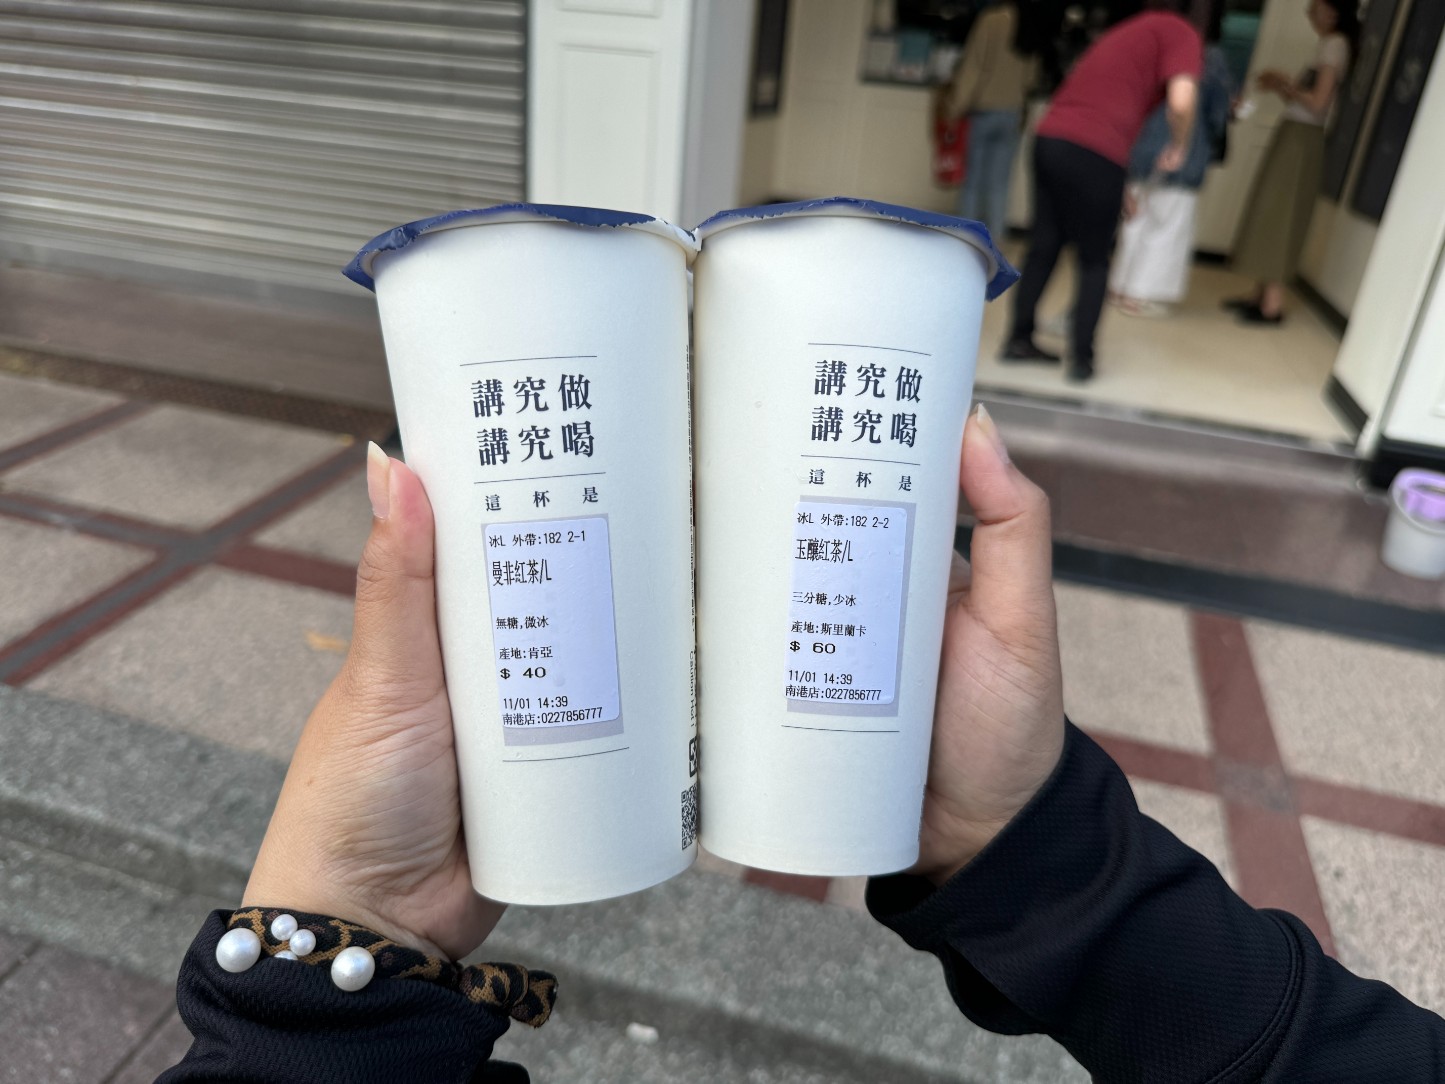 講究做
講究喝
這杯是
冰L 外帶:182 2-1
曼非紅茶/L
無糖,微冰
產地:肯亞
$ 40
11/01 14:39
南港店:0227856777
講究做
講究喝
這杯是
冰L 外帶:182 2-2
玉釀紅茶/L
三分糖,少冰
產地:斯里蘭卡
$ 60
11/01 14:39
南港店:0227856777
Caution Hot !